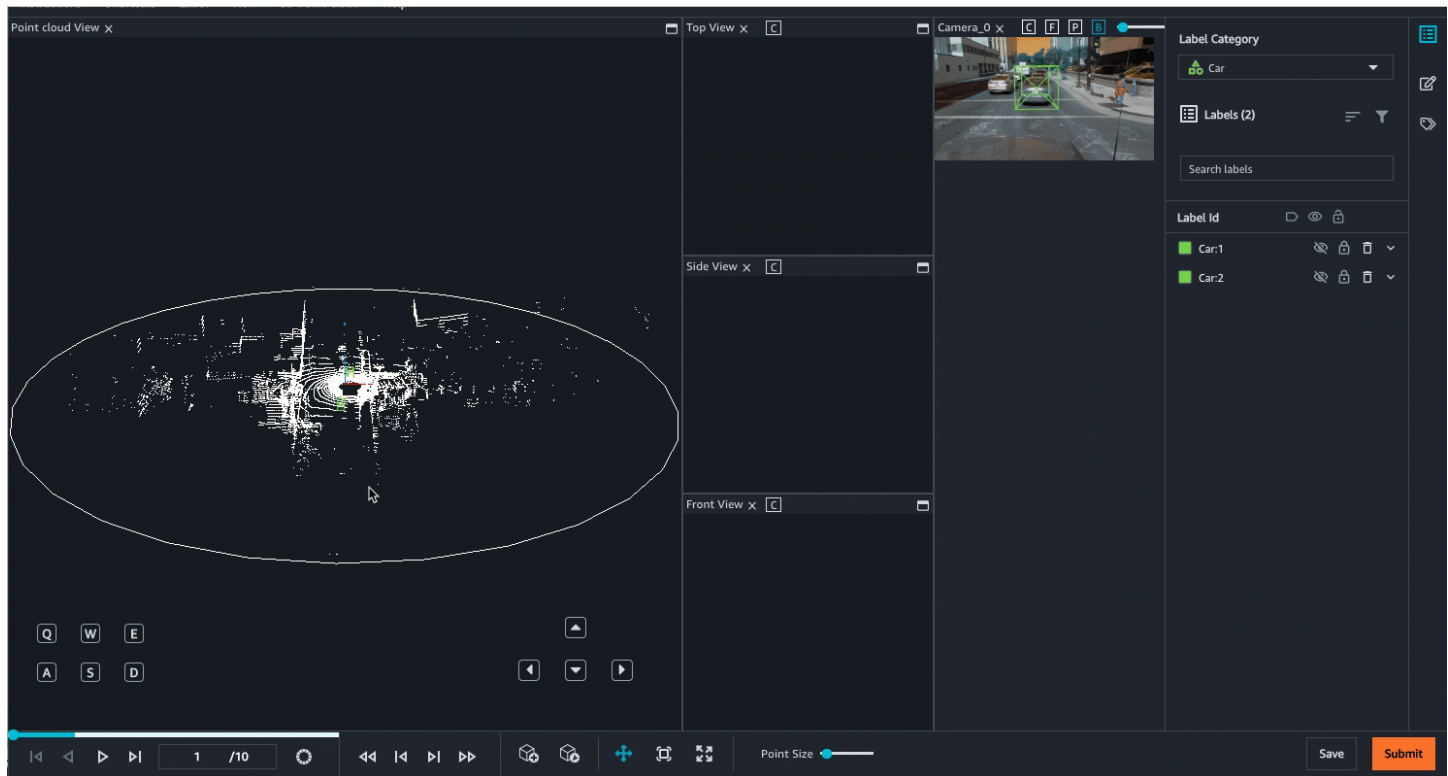 Point cloud View
Top View C
Camera_0 C F P B
Label Category
Car
Labels (2)
Search labels
Label Id
Car:1
Car:2
Side View C
Front View C
Q W E
A S D
1 /10
Point Size
Save
Submit